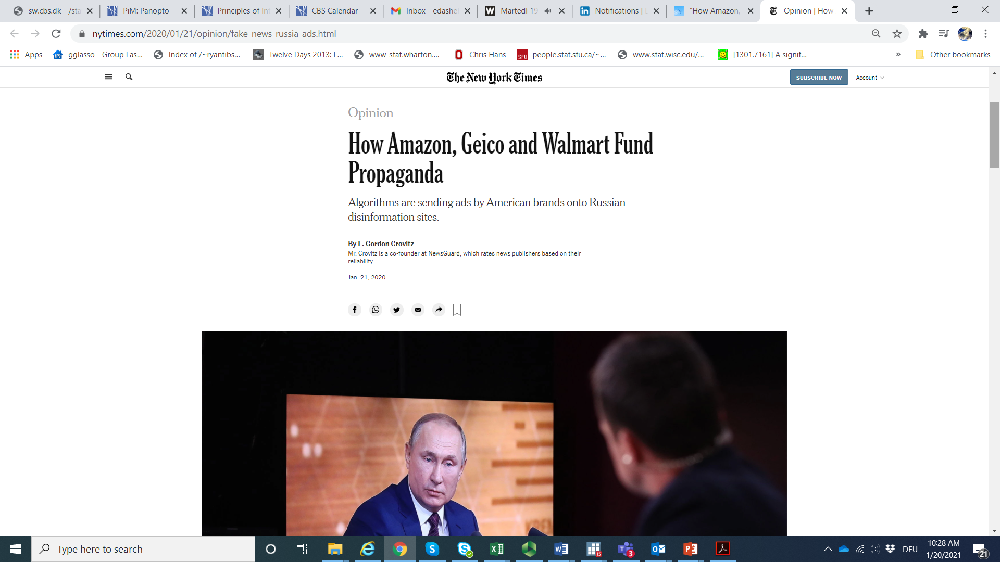 sw.cbs.dk - /sta
PiM: Panopto
Principles of Int
CBS Calendar
Inbox - edashe
Martedì 19
Notifications | L
“How Amazon,
Opinion | How
nytimes.com/2020/01/21/opinion/fake-news-russia-ads.html
Apps
gglasso - Group Las...
Index of /~ryantibs...
Twelve Days 2013: L...
www-stat.wharton....
Chris Hans
SFU
people.stat.sfu.ca/~...
www.stat.wisc.edu/...
[1301.7161] A signif...
»
Other bookmarks
The New York Times
SUBSCRIBE NOW
Account
Opinion
How Amazon, Geico and Walmart Fund
Propaganda
Algorithms are sending ads by American brands onto Russian
disinformation sites.
By L. Gordon Crovitz
Mr. Crovitz is a co-founder at NewsGuard, which rates news publishers based on their
reliability.
Jan. 21, 2020
Type here to search
15
3
DEU
10:28 AM
1/20/2021
21